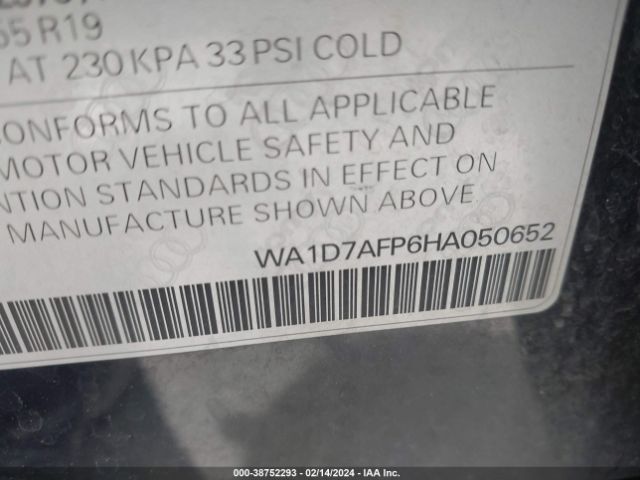 55 R19
AT 230 KPA 33 PSI COLD
CONFORMS TO ALL APPLICABLE
MOTOR VEHICLE SAFETY AND
STANDARDS IN EFFECT ON
MANUFACTURE SHOWN ABOVE
WA1D7AFP6HA050652
000-38752293 - 02/14/2024 - IAA Inc.